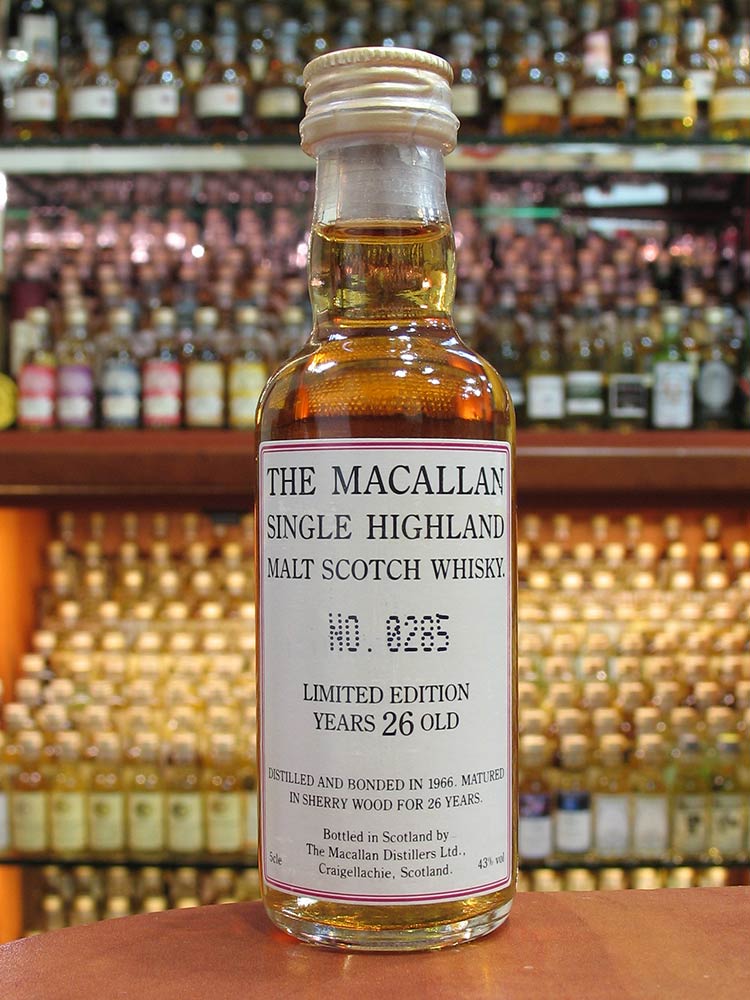 THE MACALLAN
SINGLE HIGHLAND
MALT SCOTCH WHISKY.
NO. 0285
LIMITED EDITION
YEARS 26 OLD
DISTILLED AND BONDED IN 1966. MATURED
IN SHERRY WOOD FOR 26 YEARS.
Bottled in Scotland by
The Macallan Distillers Ltd.,
Craigellachie, Scotland.
5cle 43% vol